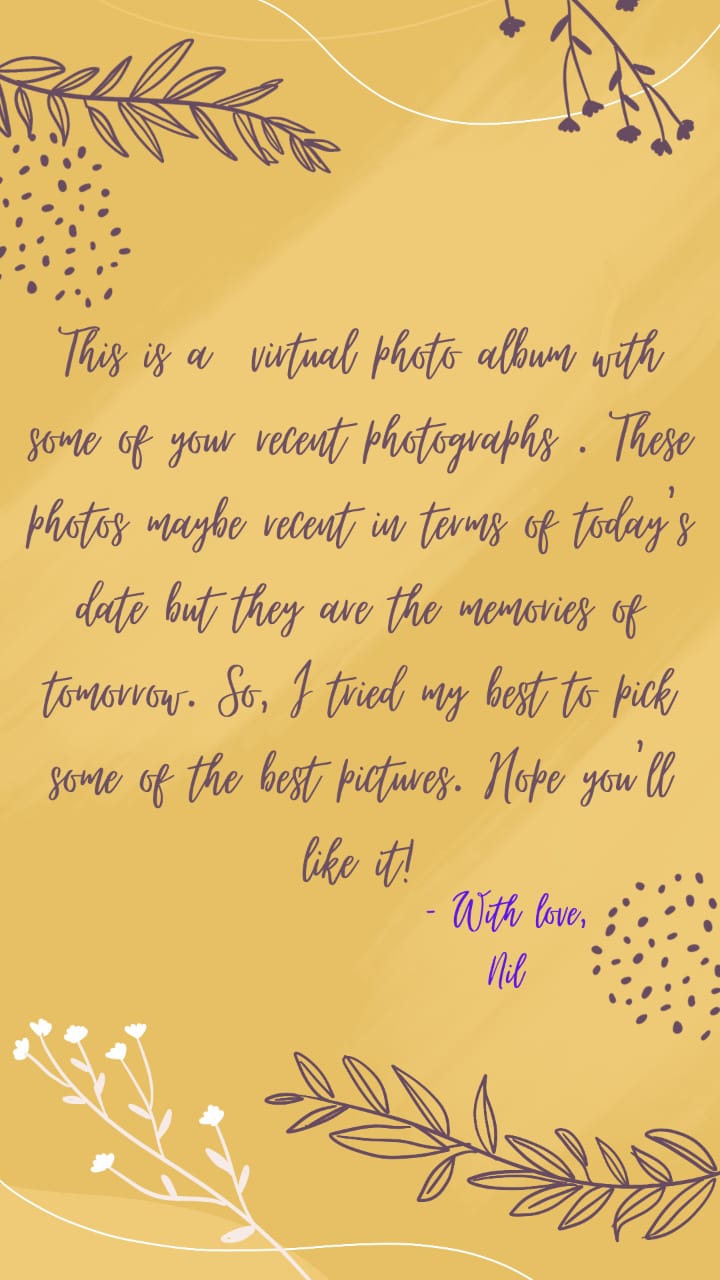 This is a  virtual photo album with
some of your recent photographs . These
photos maybe recent in terms of today's
date but they are the memories of
tomorrow. So, I tried my best to pick
some of the best pictures. Hope you'll
like it!
- With love,
Nil